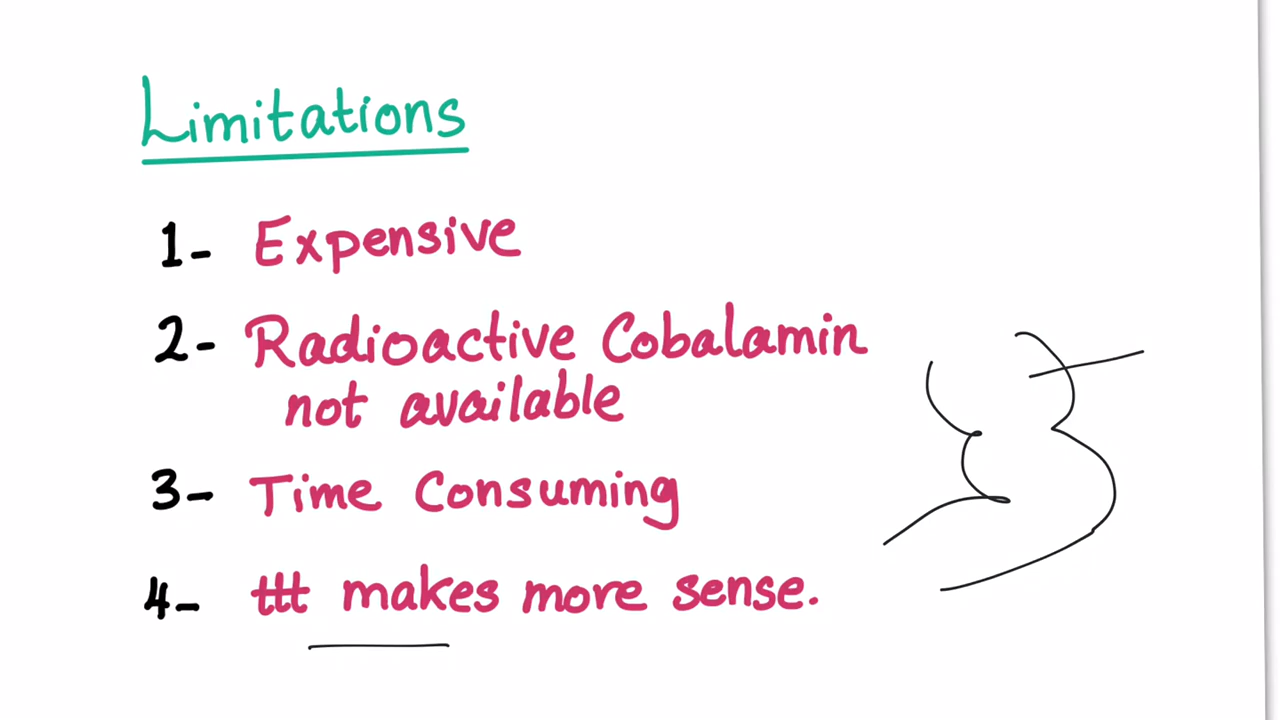 Limitations
1- Expensive
2- Radioactive Cobalamin
not available
3- Time Consuming
4- ttt makes more sense.